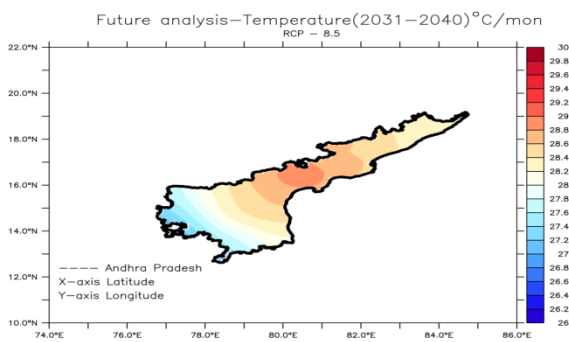 Future analysis−Temperature(2031−2040)°C/mon
RCP − 8.5
22.0°N
20.0°N
18.0°N
16.0°N
14.0°N
12.0°N
10.0°N
---- Andhra Pradesh
X−axis Latitude
Y−axis Longitude
74.0°E 76.0°E 78.0°E 80.0°E 82.0°E 84.0°E 86.0°E
30
29.8
29.6
29.4
29.2
29
28.8
28.6
28.4
28.2
28
27.8
27.6
27.4
27.2
27
26.8
26.6
26.4
26.2
26